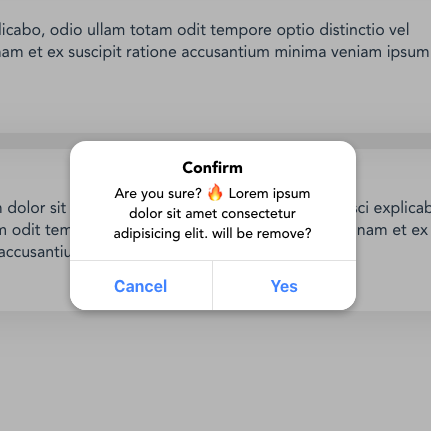 licabo, odio ullam totam odit tempore optio distinctio vel
nam et ex suscipit ratione accusantium minima veniam ipsum
Confirm
Are you sure? 🔥 Lorem ipsum
dolor sit amet consectetur
adipisicing elit. will be remove?
dolor sit
sci explicab
odit tem
nam et ex
accusantiu
Cancel
Yes